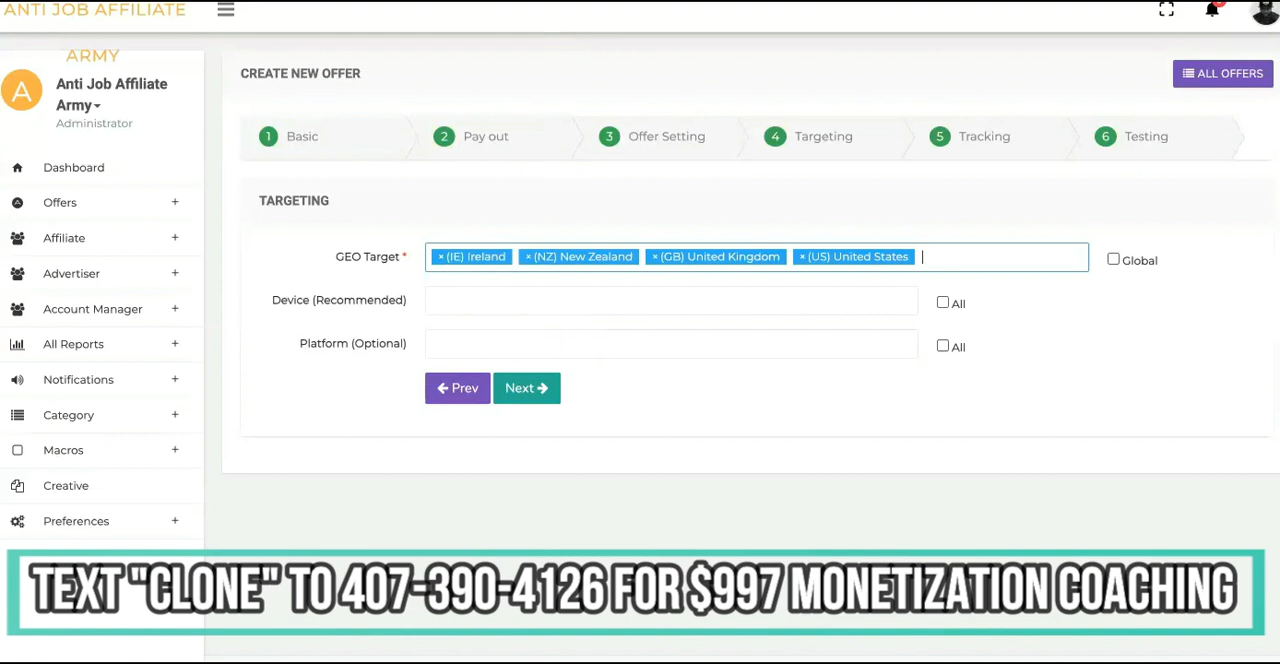 ANTI JOB AFFILIATE
ARMY
A
Anti Job Affiliate
Army
Administrator
Dashboard
Offers +
Affiliate +
Advertiser +
Account Manager +
All Reports +
Notifications +
Category +
Macros +
Creative
Preferences +
CREATE NEW OFFER
ALL OFFERS
1 Basic
2 Pay out
3 Offer Setting
4 Targeting
5 Tracking
6 Testing
TARGETING
GEO Target * × (IE) Ireland × (NZ) New Zealand × (GB) United Kingdom × (US) United States Global
Device (Recommended) All
Platform (Optional) All
Prev Next
TEXT "CLONE" TO 407-390-4126 FOR $997 MONETIZATION COACHING